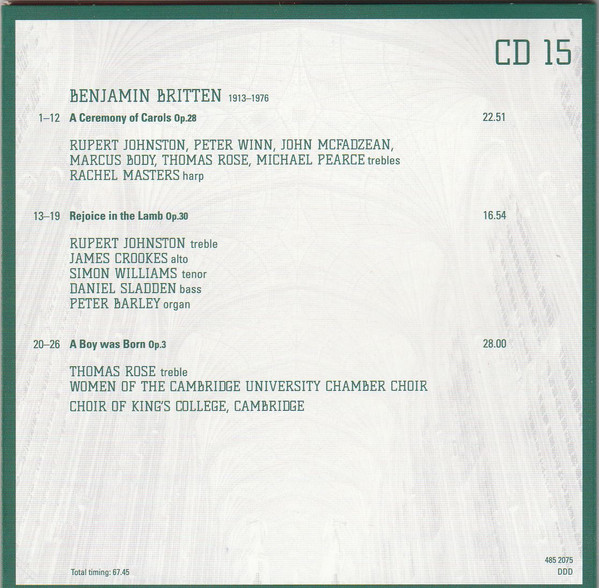 CD 15
BENJAMIN BRITTEN 1913–1976
1–12 A Ceremony of Carols Op.28 22.51
RUPERT JOHNSTON, PETER WINN, JOHN MCFADZEAN,
MARCUS BODY, THOMAS ROSE, MICHAEL PEARCE trebles
RACHEL MASTERS harp
13–19 Rejoice in the Lamb Op.30 16.54
RUPERT JOHNSTON treble
JAMES CROOKES alto
SIMON WILLIAMS tenor
DANIEL SLADDEN bass
PETER BARLEY organ
20–26 A Boy was Born Op.3 28.00
THOMAS ROSE treble
WOMEN OF THE CAMBRIDGE UNIVERSITY CHAMBER CHOIR
CHOIR OF KING'S COLLEGE, CAMBRIDGE
485 2075
Total timing: 67.45 DDD